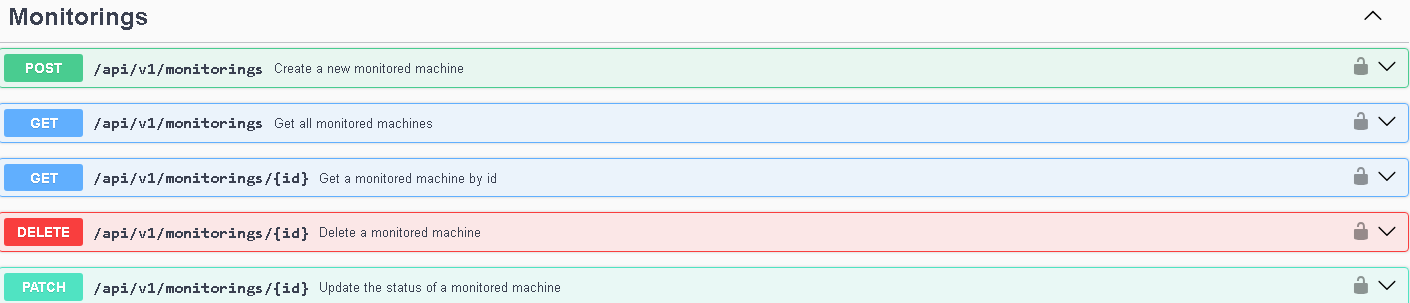 Monitorings
POST /api/v1/monitorings Create a new monitored machine
GET /api/v1/monitorings Get all monitored machines
GET /api/v1/monitorings/{id} Get a monitored machine by id
DELETE /api/v1/monitorings/{id} Delete a monitored machine
PATCH /api/v1/monitorings/{id} Update the status of a monitored machine